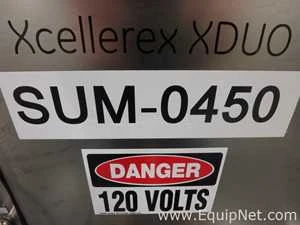 Xcellerex XDUO
SUM-0450
DANGER
120 VOLTS
www.EquipNet.com